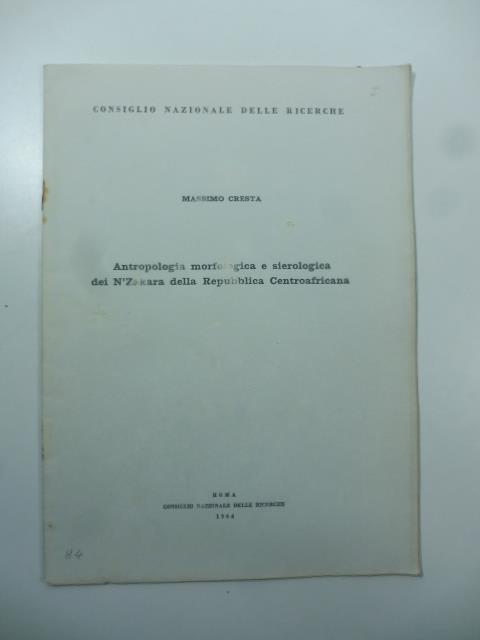 I
CONSIGLIO NAZIONALE DELLE RICERCHE
MASSIMO CRESTA
Antropologia morfologica e sierologica
dei N'Zakara della Repubblica Centroafricana
ROMA
CONSIGLIO NAZIONALE DELLE RICERCHE
1964
84